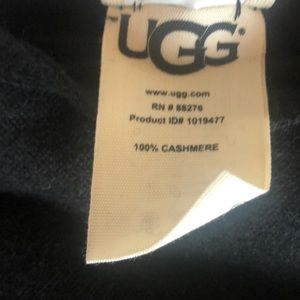 UGG
www.ugg.com
RN # 88276
Product ID# 1019477
100% CASHMERE